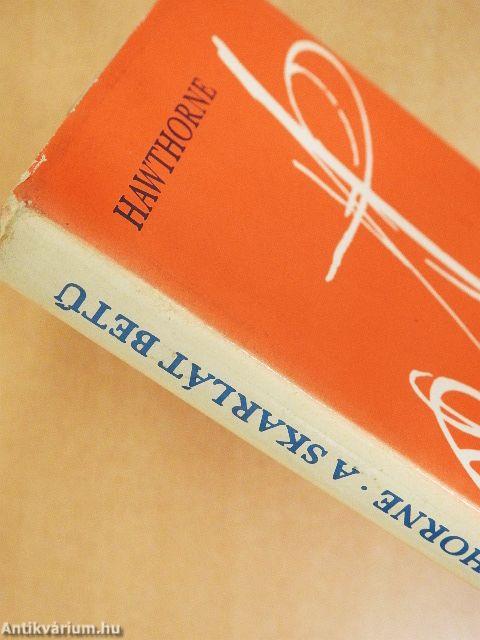 HAWTHORNE
HORNE · A SKARLÁT BETŰ
Antikvárium.hu